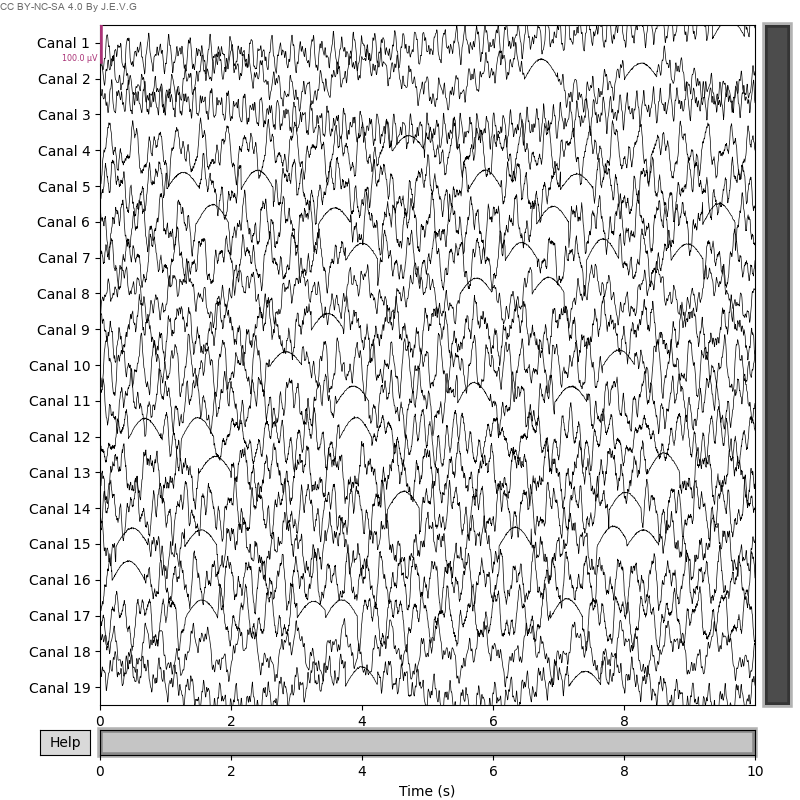 CC BY-NC-SA 4.0 By J.E.V.G
Canal 1
100.0 µV
Canal 2
Canal 3
Canal 4
Canal 5
Canal 6
Canal 7
Canal 8
Canal 9
Canal 10
Canal 11
Canal 12
Canal 13
Canal 14
Canal 15
Canal 16
Canal 17
Canal 18
Canal 19
0 2 4 6 8
Help
0 2 4 6 8 10
Time (s)